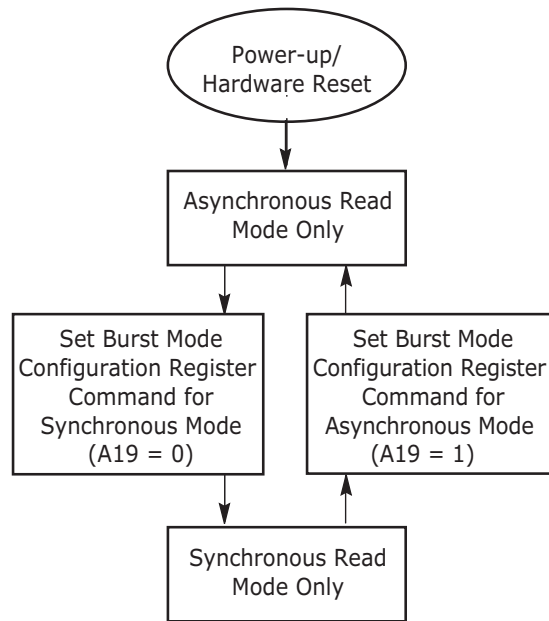 Power-up/
Hardware Reset
Asynchronous Read
Mode Only
Set Burst Mode
Configuration Register
Command for
Synchronous Mode
(A19 = 0)
Set Burst Mode
Configuration Register
Command for
Asynchronous Mode
(A19 = 1)
Synchronous Read
Mode Only